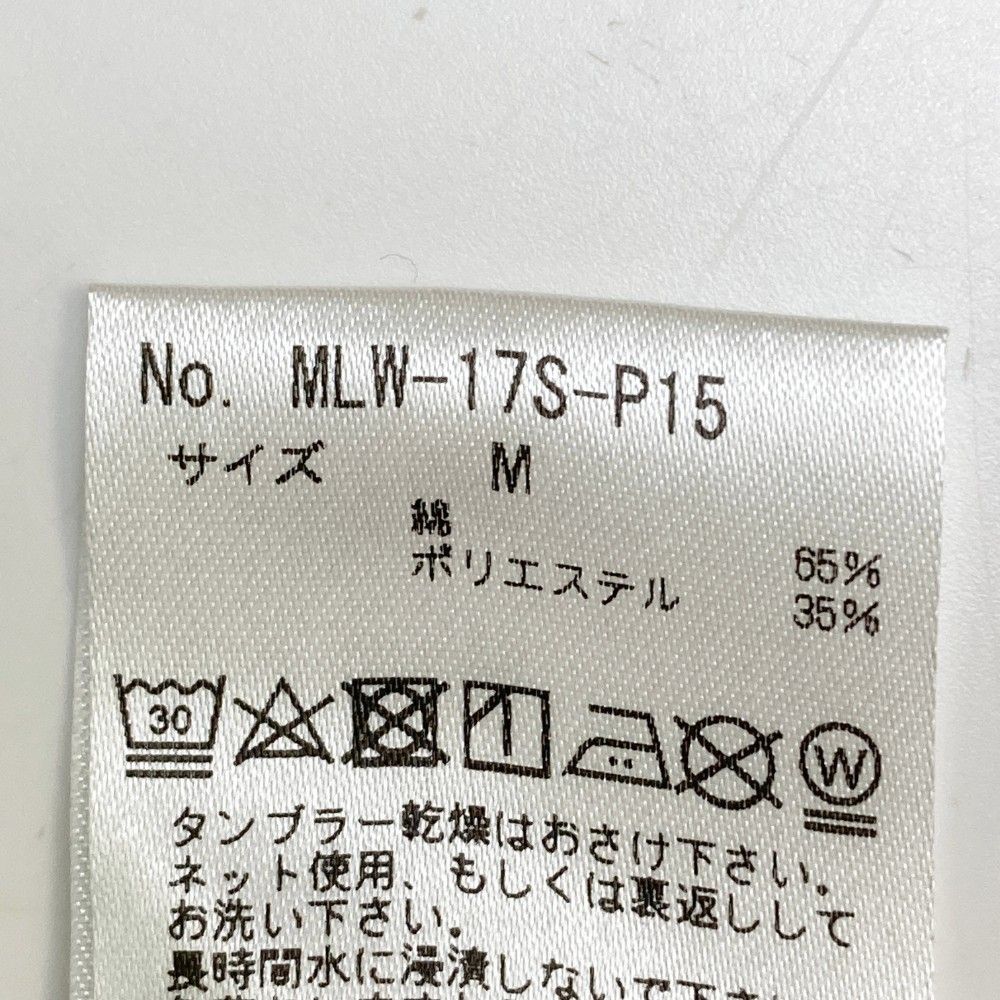 No. MLW-17S-P15
サイズ M
綿 65%
ポリエステル 35%
30
W
タンブラー乾燥はおさけ下さい。
ネット使用、もしくは裏返しして
お洗い下さい。
長時間水に浸漬しないで下さい。